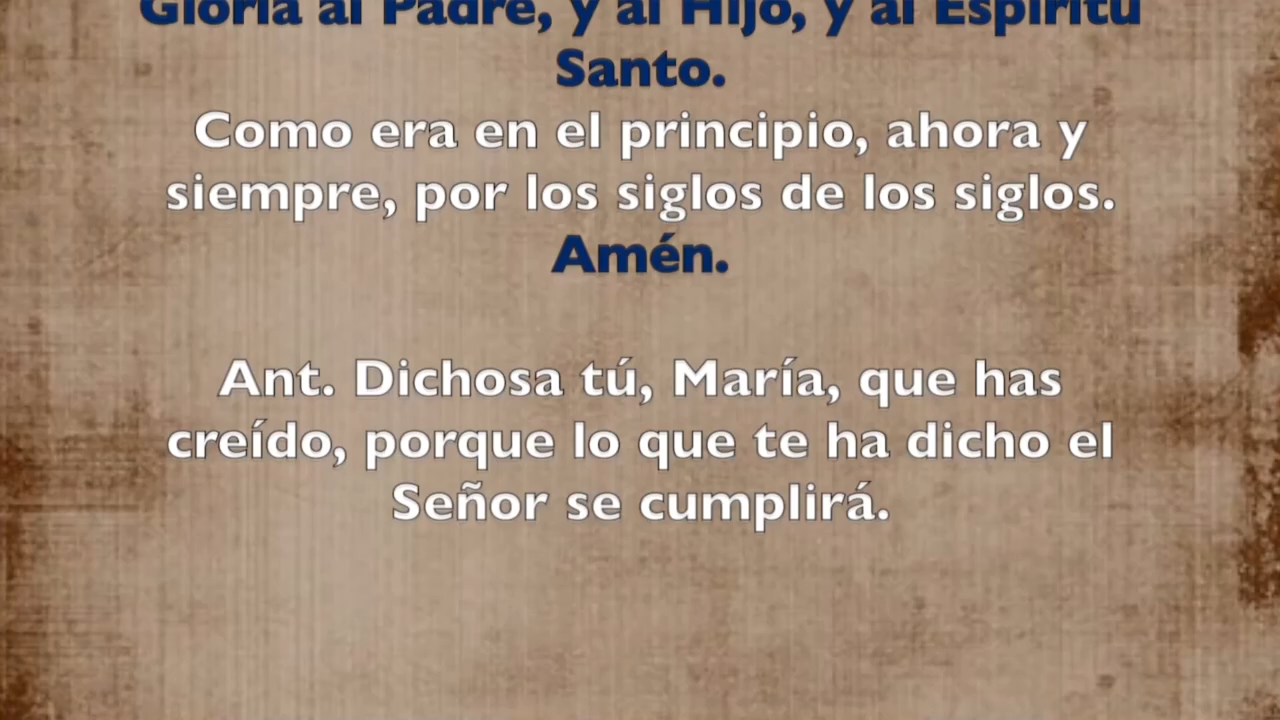 Gloria al Padre, y al Hijo, y al Espíritu
Santo.
Como era en el principio, ahora y
siempre, por los siglos de los siglos.
Amén.
Ant. Dichosa tú, María, que has
creído, porque lo que te ha dicho el
Señor se cumplirá.